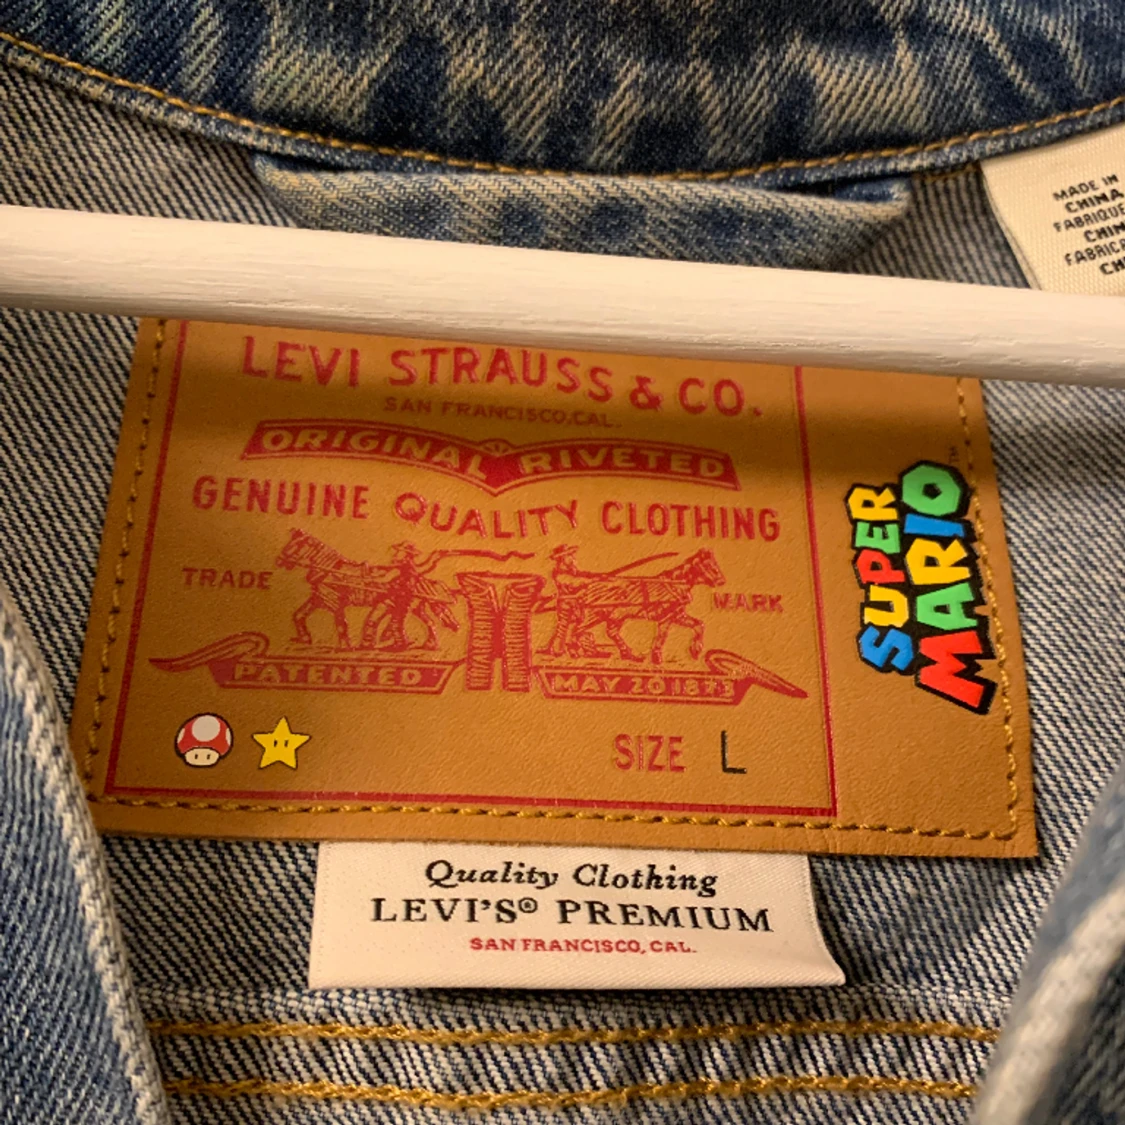 MADE IN
CHINA
LEVI STRAUSS & CO.
SAN FRANCISCO, CAL.
ORIGINAL RIVETED
GENUINE QUALITY CLOTHING
TRADE MARK
PATENTED MAY 20 1873
SIZE L
SUPER
MARIO™
Quality Clothing
LEVI'S® PREMIUM
SAN FRANCISCO, CAL.